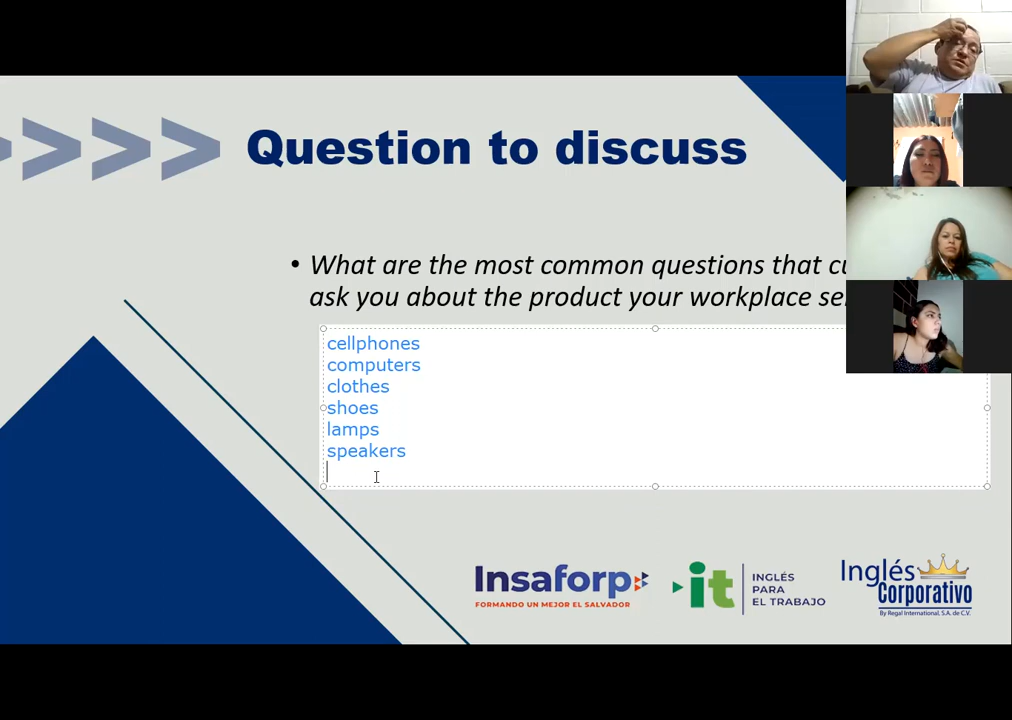 >>>> Question to discuss
• What are the most common questions that
ask you about the product your workplace
cellphones
computers
clothes
shoes
lamps
speakers
Insaforp
FORMANDO UN MEJOR EL SALVADOR
it
INGLÉS
PARA
EL TRABAJO
Inglés
Corporativo
By Regal International, S.A. de C.V.